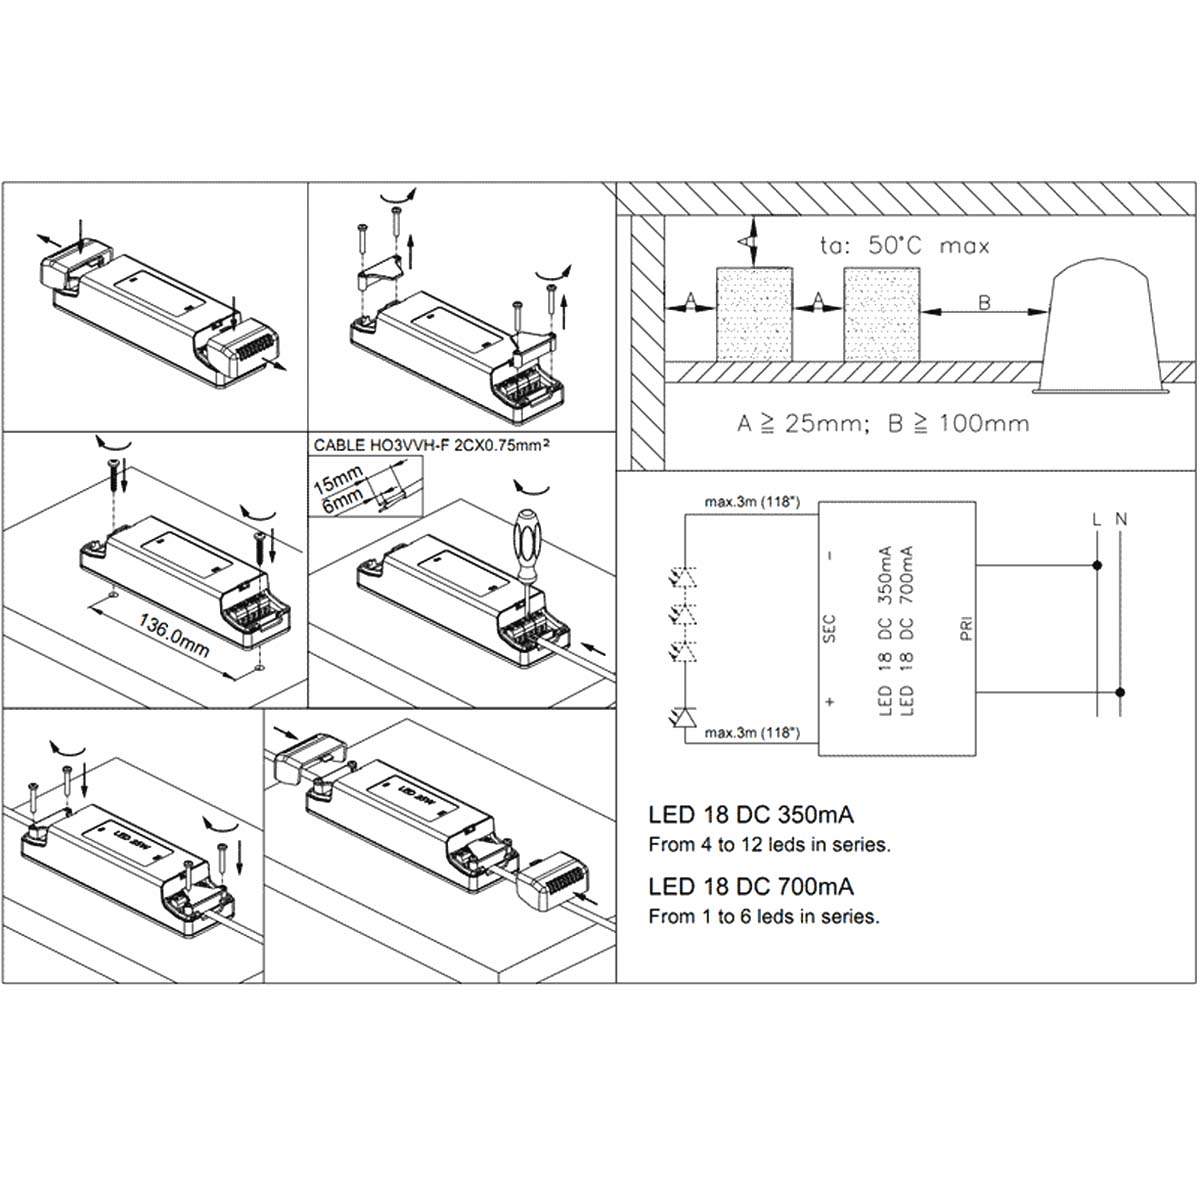 CABLE HO3VVH-F 2CX0.75mm²
15mm
6mm
136.0mm
LED 25W
LED 25W
ta: 50°C max
A
A
A
B
A ≧ 25mm; B ≧ 100mm
max.3m (118")
L N
-
SEC
+
LED 18 DC 350mA
LED 18 DC 700mA
PRI
max.3m (118")
LED 18 DC 350mA
From 4 to 12 leds in series.
LED 18 DC 700mA
From 1 to 6 leds in series.